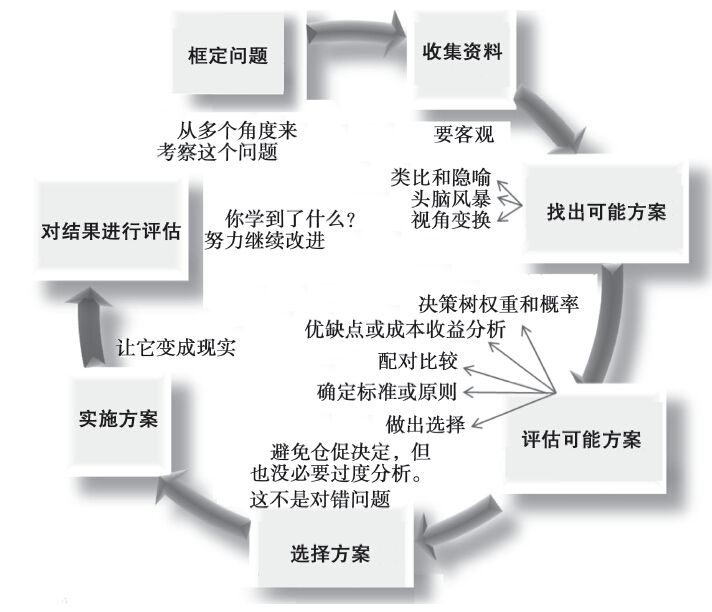 框定问题
收集资料
从多个角度来
考察这个问题
要客观
类比和隐喻
头脑风暴
视角变换
找出可能方案
对结果进行评估
你学到了什么？
努力继续改进
决策树权重和概率
优缺点或成本收益分析
配对比较
确定标准或原则
做出选择
评估可能方案
让它变成现实
实施方案
避免仓促决定，但
也没必要过度分析。
这不是对错问题
选择方案